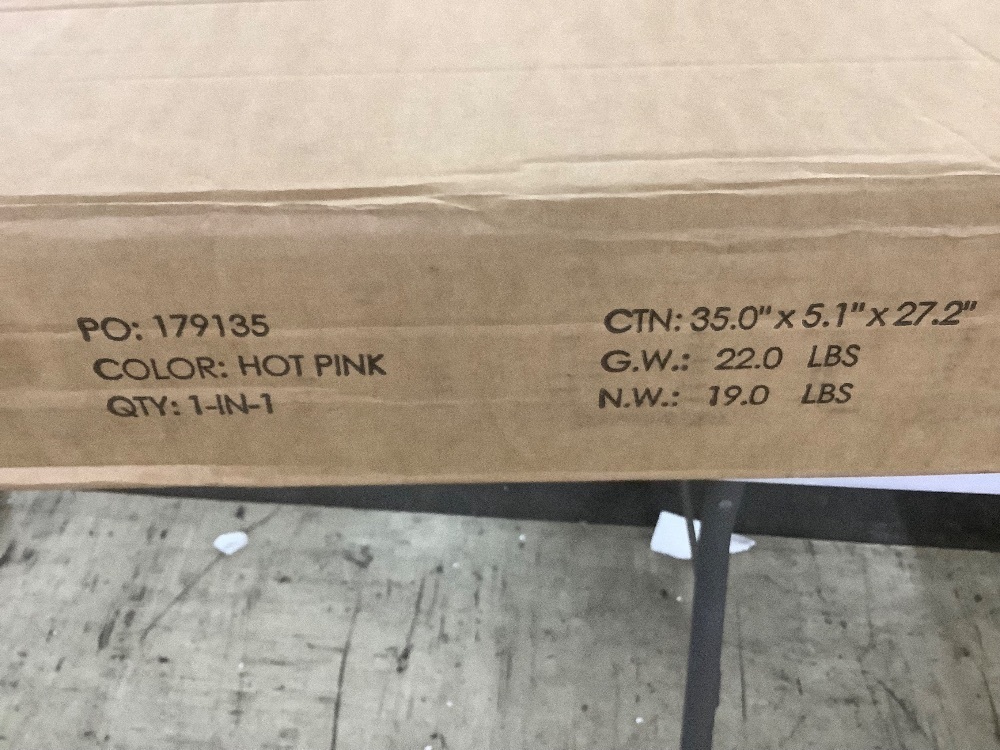 PO: 179135
COLOR: HOT PINK
QTY: 1-IN-1
CTN: 35.0" x 5.1" x 27.2"
G.W.: 22.0 LBS
N.W.: 19.0 LBS